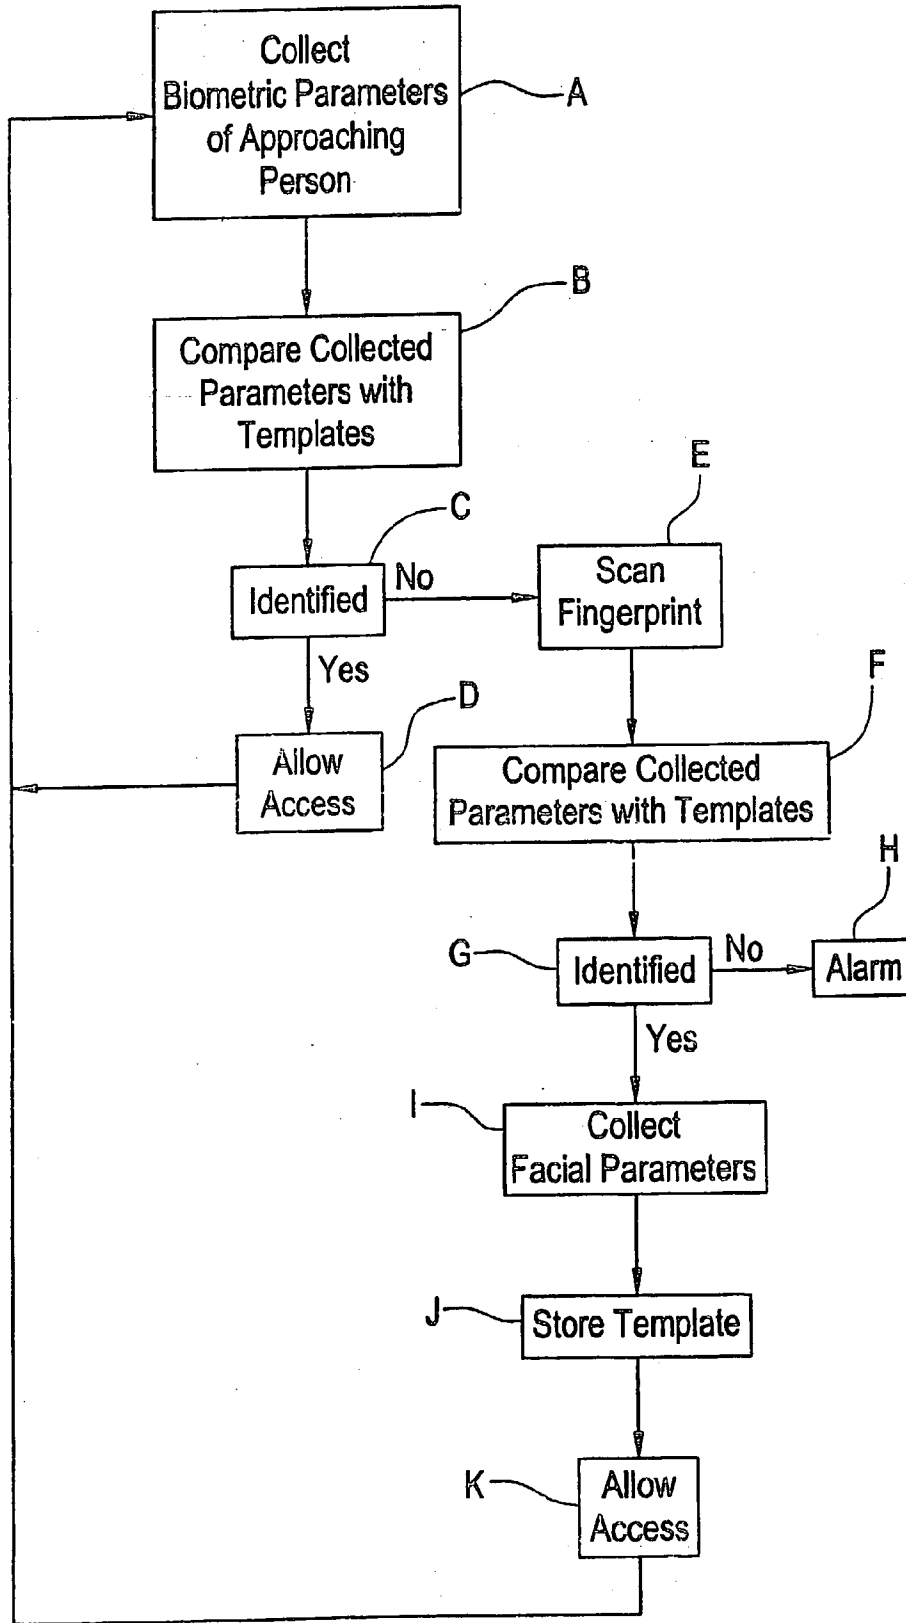 Collect
Biometric Parameters
of Approaching
Person
A
B
Compare Collected
Parameters with
Templates
C
Identified
No
E
Scan
Fingerprint
Yes
D
Allow
Access
F
Compare Collected
Parameters with Templates
H
G
Identified
No
Alarm
Yes
I
Collect
Facial Parameters
J
Store Template
K
Allow
Access